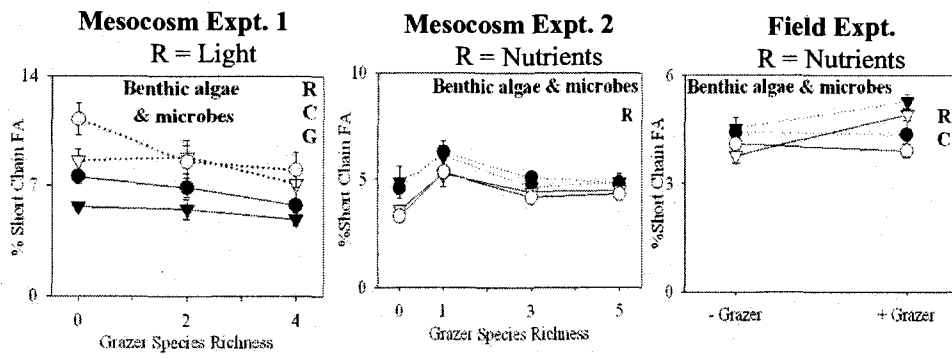 Mesocosm Expt. 1
R = Light
14
7
0
% Short Chain FA
Benthic algae
& microbes
R
C
G
0
2
4
Grazer Species Richness
Mesocosm Expt. 2
R = Nutrients
10
5
0
%Short Chain FA
Benthic algae & microbes
R
0
1
3
5
Grazer Species Richness
Field Expt.
R = Nutrients
6
3
0
%Short Chain FA
Benthic algae & microbes
R
C
- Grazer
+ Grazer